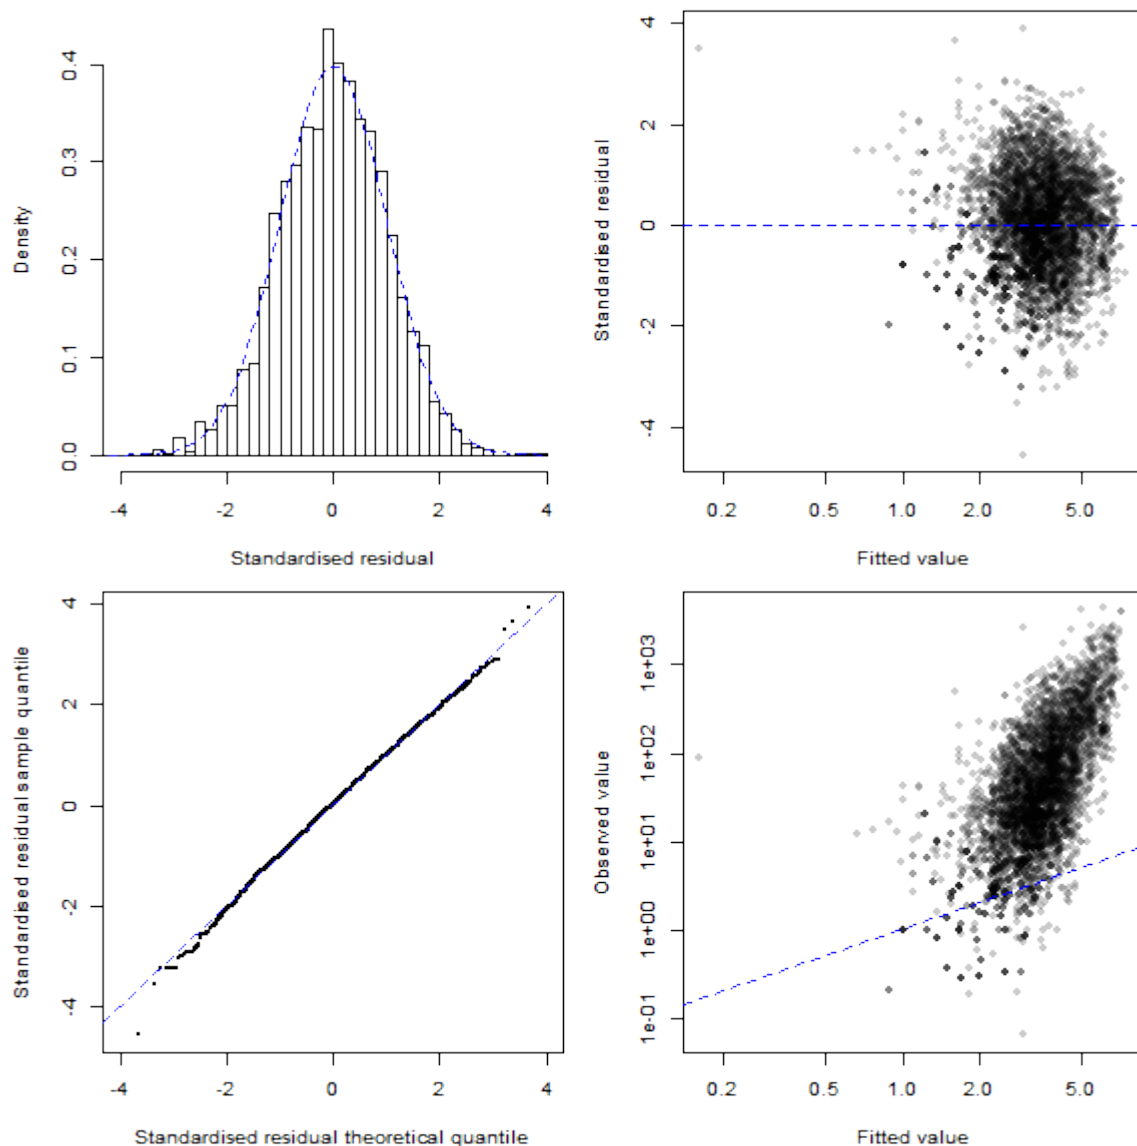 0.4
0.3
0.2
0.1
0.0
Density
-4 -2 0 2 4
Standardised residual
4
2
0
-2
-4
Standardised residual
0.2 0.5 1.0 2.0 5.0
Fitted value
4
2
0
-2
-4
Standardised residual sample quantile
-4 -2 0 2 4
Standardised residual theoretical quantile
1e+03
1e+02
1e+01
1e+00
1e-01
Observed value
0.2 0.5 1.0 2.0 5.0
Fitted value